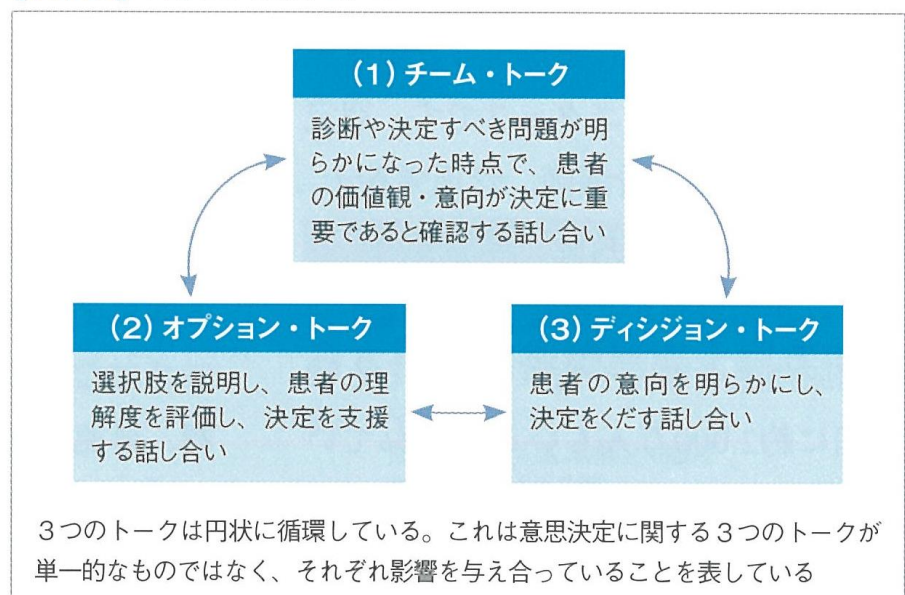 (1)チーム・トーク
診断や決定すべき問題が明
らかになった時点で、患者
の価値観・意向が決定に重
要であると確認する話し合い
(2)オプション・トーク
選択肢を説明し、患者の理
解度を評価し、決定を支援
する話し合い
(3)ディシジョン・トーク
患者の意向を明らかにし、
決定をくだす話し合い
3つのトークは円状に循環している。これは意思決定に関する3つのトークが
単一的なものではなく、それぞれ影響を与え合っていることを表している